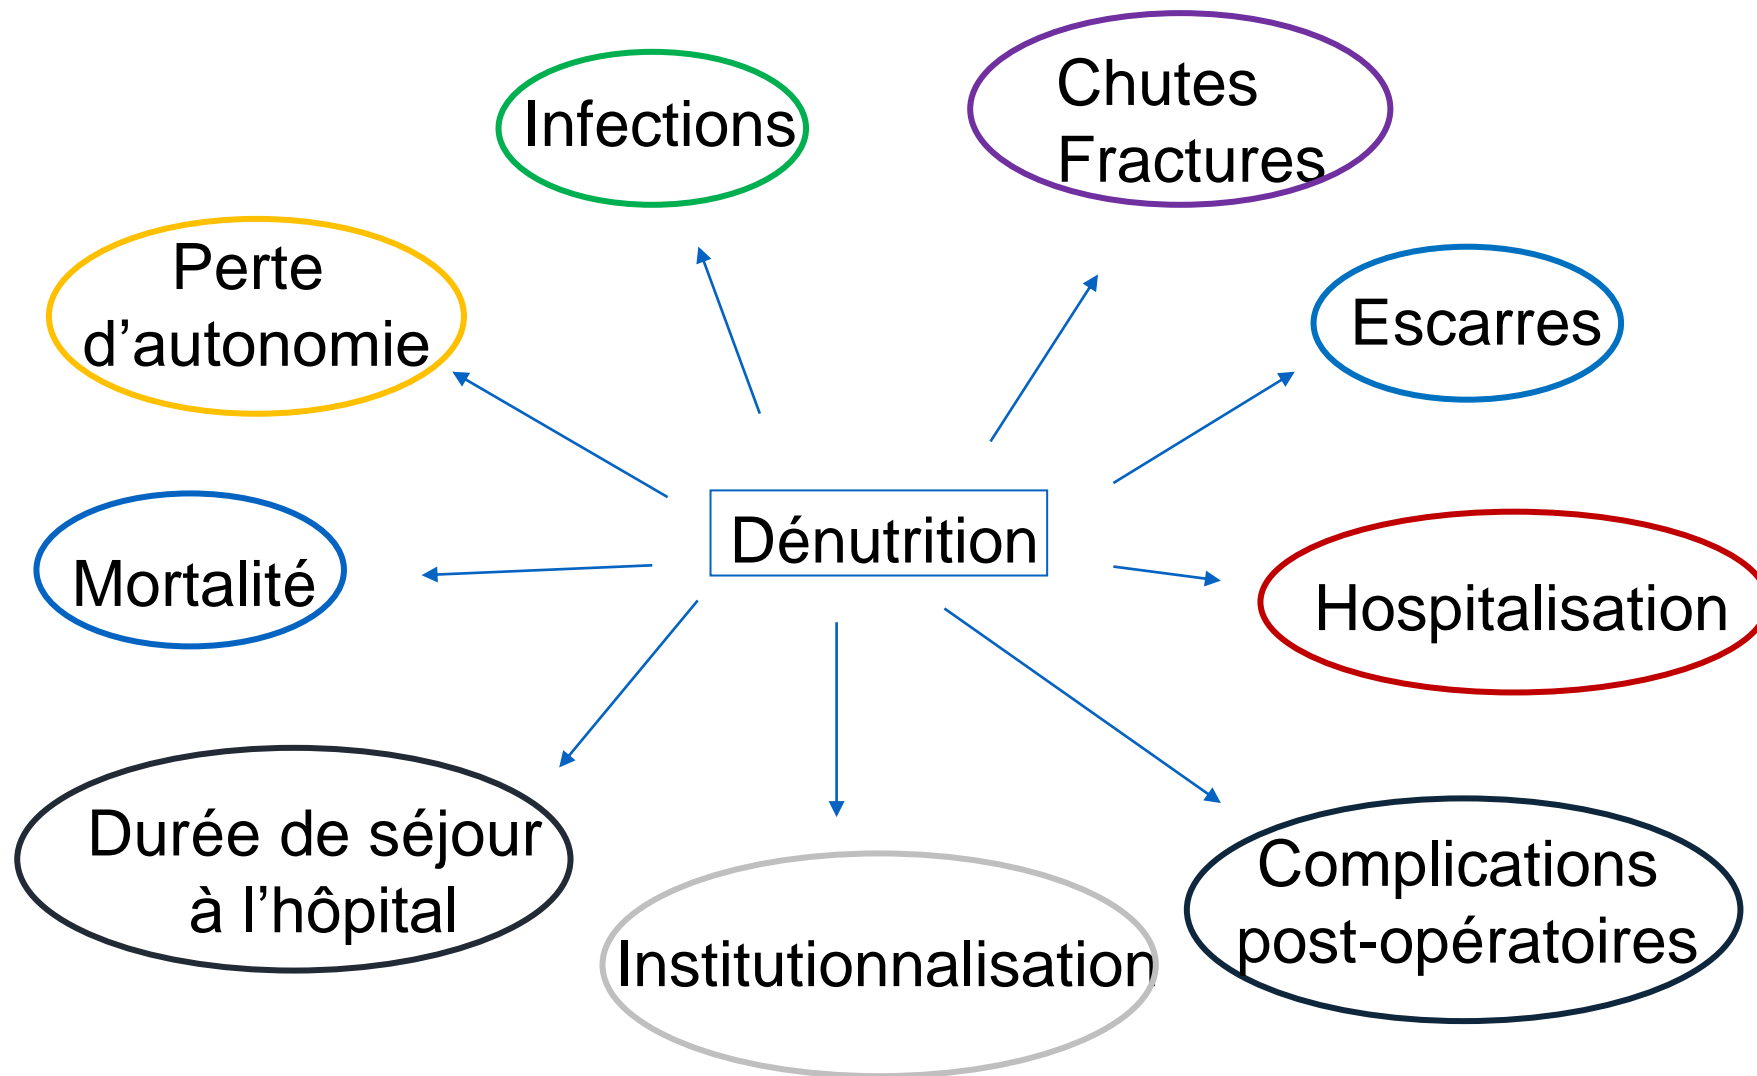 Infections
Chutes
Fractures
Perte
d’autonomie
Escarres
Dénutrition
Mortalité
Hospitalisation
Durée de séjour
à l’hôpital
Institutionnalisation
Complications
post-opératoires